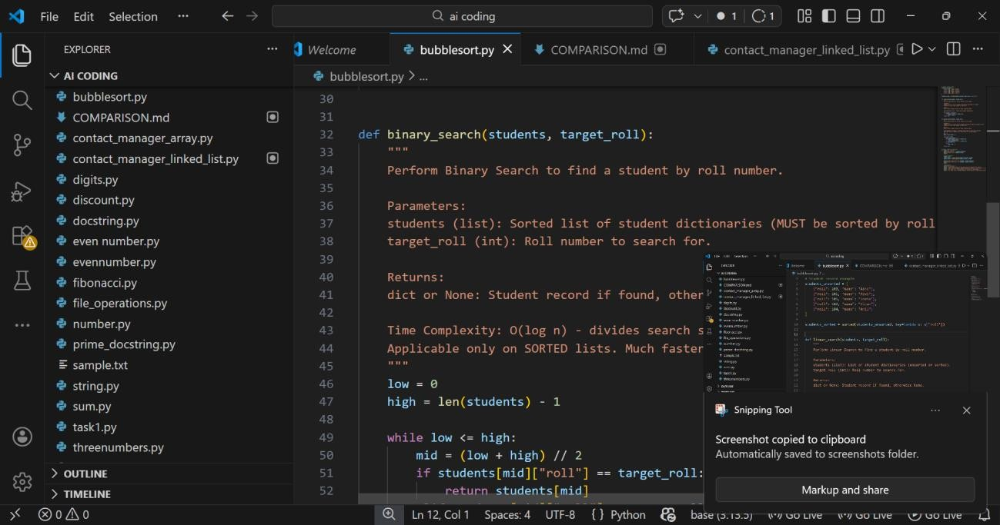 File Edit Selection ... ai coding 1 1
EXPLORER ...
Welcome bubblesort.py COMPARISON.md contact_manager_linked_list.py
bubblesort.py > ...
AI CODING
bubblesort.py
COMPARISON.md
contact_manager_array.py
contact_manager_linked_list.py
digits.py
discount.py
docstring.py
even number.py
evennumber.py
fibonacci.py
file_operations.py
number.py
prime_docstring.py
sample.txt
string.py
sum.py
task1.py
threenumbers.py
OUTLINE
TIMELINE
30
31
32 def binary_search(students, target_roll):
33 """
34 Perform Binary Search to find a student by roll number.
35
36 Parameters:
37 students (list): Sorted list of student dictionaries (MUST be sorted by roll
38 target_roll (int): Roll number to search for.
39
40 Returns:
41 dict or None: Student record if found, other
42
43 Time Complexity: O(log n) - divides search s
44 Applicable only on SORTED lists. Much faster
45 """
46 low = 0
47 high = len(students) - 1
48
49 while low <= high:
50 mid = (low + high) // 2
51 if students[mid]["roll"] == target_roll:
52 return students[mid]
Snipping Tool ...
Screenshot copied to clipboard
Automatically saved to screenshots folder.
Markup and share
0 0 Ln 12, Col 1 Spaces: 4 UTF-8 { } Python base (3.13.5) Go Live Go Live Go Live